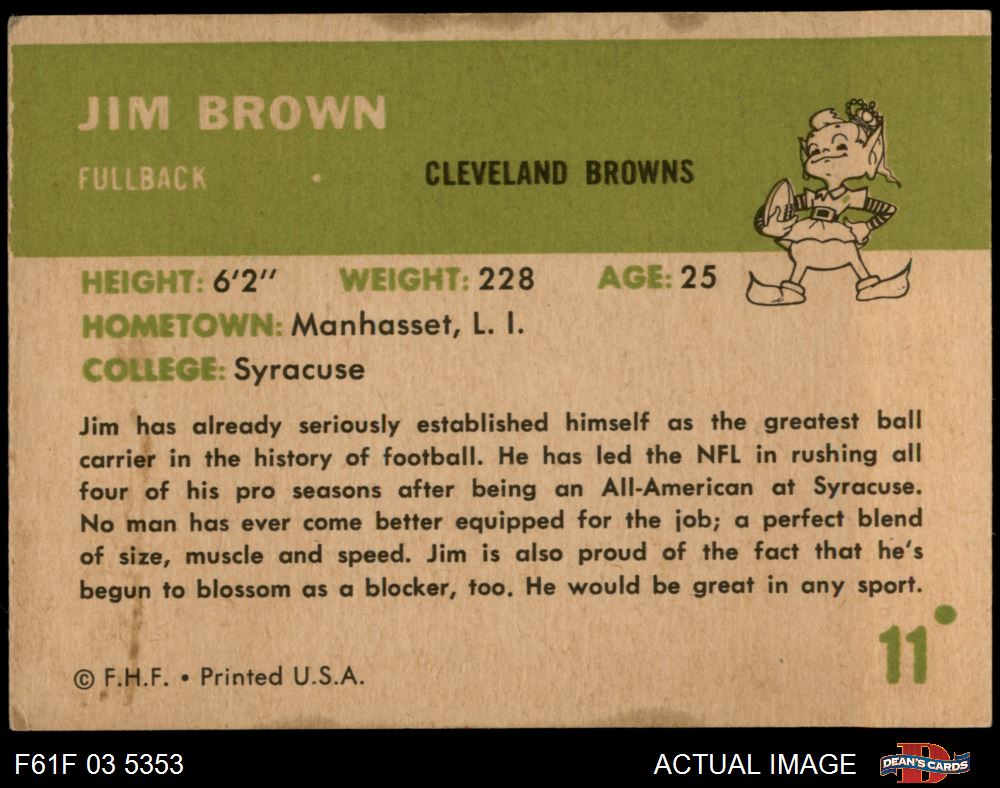 JIM BROWN
FULLBACK
CLEVELAND BROWNS
HEIGHT: 6'2" WEIGHT: 228 AGE: 25
HOMETOWN: Manhasset, L. I.
COLLEGE: Syracuse
Jim has already seriously established himself as the greatest ball
carrier in the history of football. He has led the NFL in rushing all
four of his pro seasons after being an All-American at Syracuse.
No man has ever come better equipped for the job; a perfect blend
of size, muscle and speed. Jim is also proud of the fact that he's
begun to blossom as a blocker, too. He would be great in any sport.
11
© F.H.F. • Printed U.S.A.
F61F 03 5353
ACTUAL IMAGE
D
DEAN'S CARDS